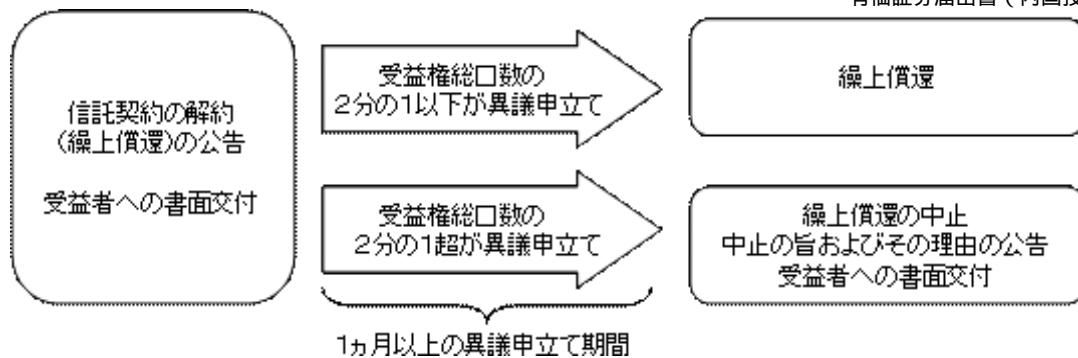 信託契約の解約
(繰上償還)の公告
受益者への書面交付
受益権総口数の
2分の1以下が異議申立て
繰上償還
受益権総口数の
2分の1超が異議申立て
繰上償還の中止
中止の旨およびその理由の公告
受益者への書面交付
1ヵ月以上の異議申立て期間